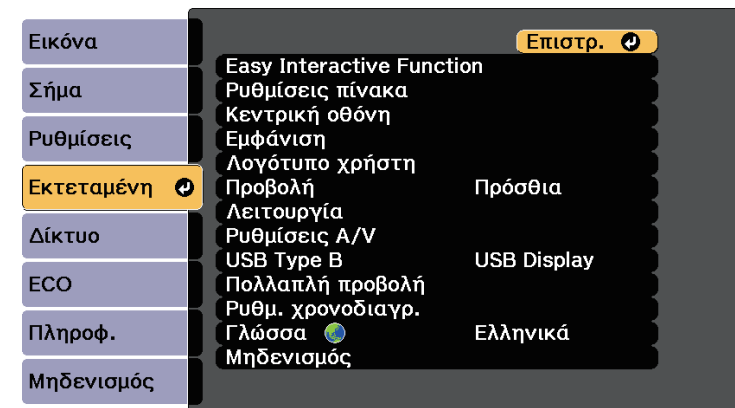 Εικόνα
Σήμα
Ρυθμίσεις
Εκτεταμένη
Δίκτυο
ECO
Πληροφ.
Μηδενισμός
Επιστρ.
Easy Interactive Function
Ρυθμίσεις πίνακα
Κεντρική οθόνη
Εμφάνιση
Λογότυπο χρήστη
Προβολή Πρόσθια
Λειτουργία
Ρυθμίσεις A/V
USB Type B USB Display
Πολλαπλή προβολή
Ρυθμ. χρονοδιαγρ.
Γλώσσα Ελληνικά
Μηδενισμός